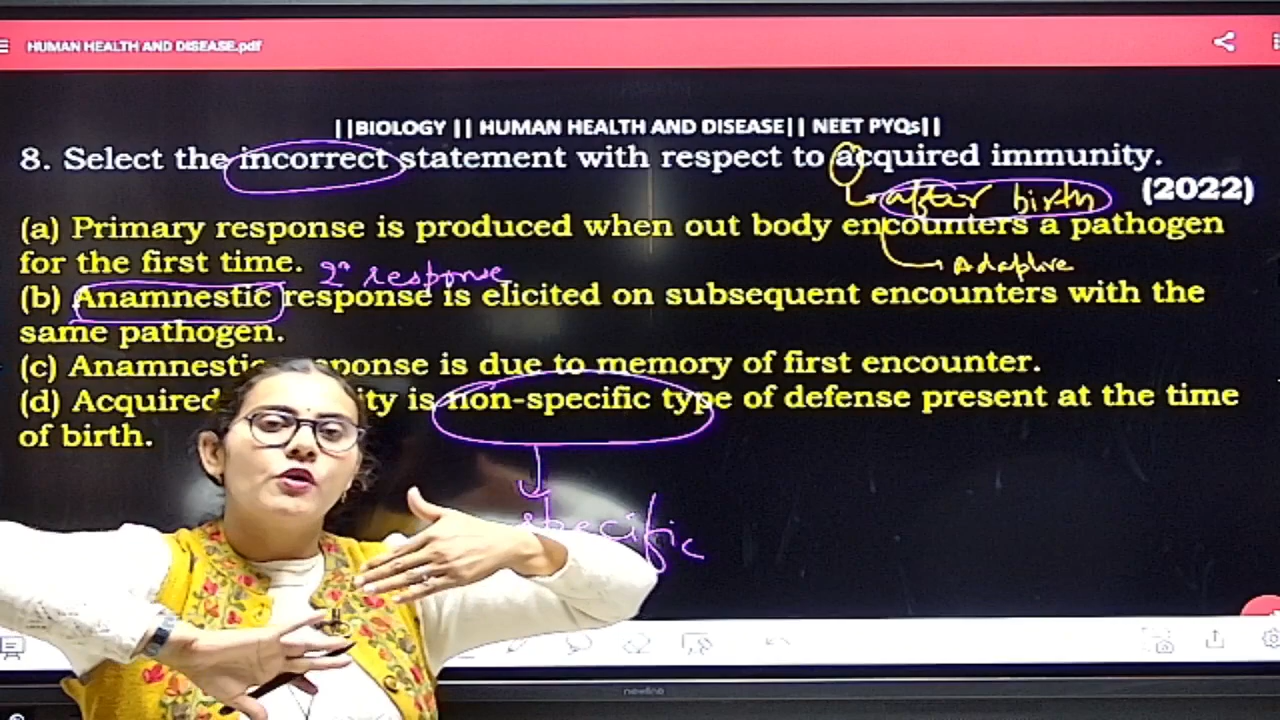 HUMAN HEALTH AND DISEASE.pdf
||BIOLOGY || HUMAN HEALTH AND DISEASE|| NEET PYQs||
8. Select the incorrect statement with respect to acquired immunity.
after birth (2022)
(a) Primary response is produced when out body encounters a pathogen
for the first time.
Adaptive
2° response
(b) Anamnestic response is elicited on subsequent encounters with the
same pathogen.
(c) Anamnestic response is due to memory of first encounter.
(d) Acquired is non-specific type of defense present at the time
of birth.
specific
newline